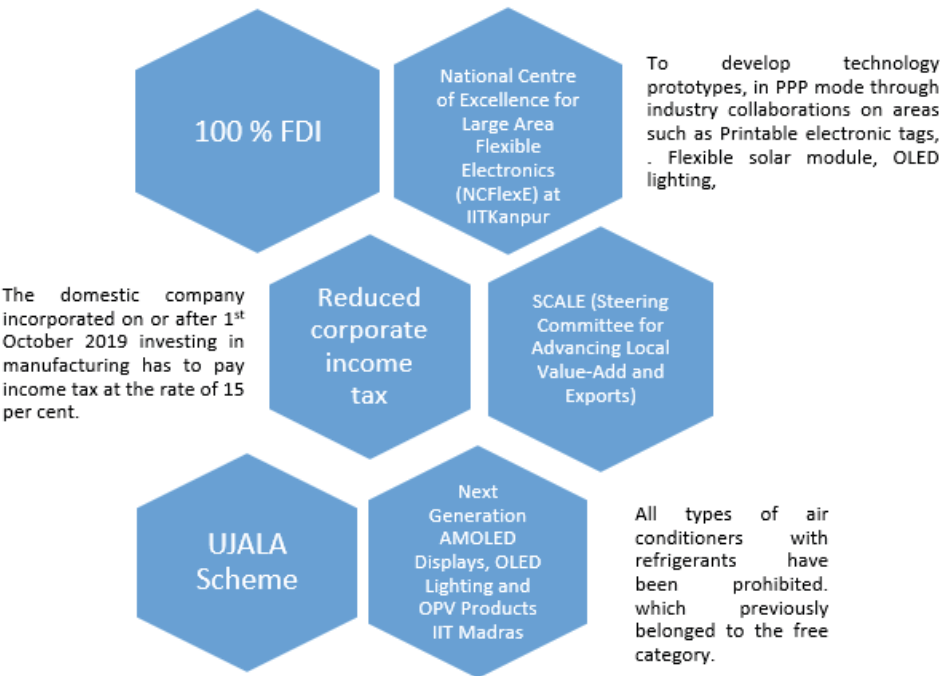 100 % FDI
National Centre
of Excellence for
Large Area
Flexible
Electronics
(NCFlexE) at
IITKanpur
To develop technology
prototypes, in PPP mode through
industry collaborations on areas
such as Printable electronic tags,
. Flexible solar module, OLED
lighting,
The domestic company
incorporated on or after 1st
October 2019 investing in
manufacturing has to pay
income tax at the rate of 15
per cent.
Reduced
corporate
income
tax
SCALE (Steering
Committee for
Advancing Local
Value-Add and
Exports)
UJALA
Scheme
Next
Generation
AMOLED
Displays, OLED
Lighting and
OPV Products
IIT Madras
All types of air
conditioners with
refrigerants have
been prohibited.
which previously
belonged to the free
category.